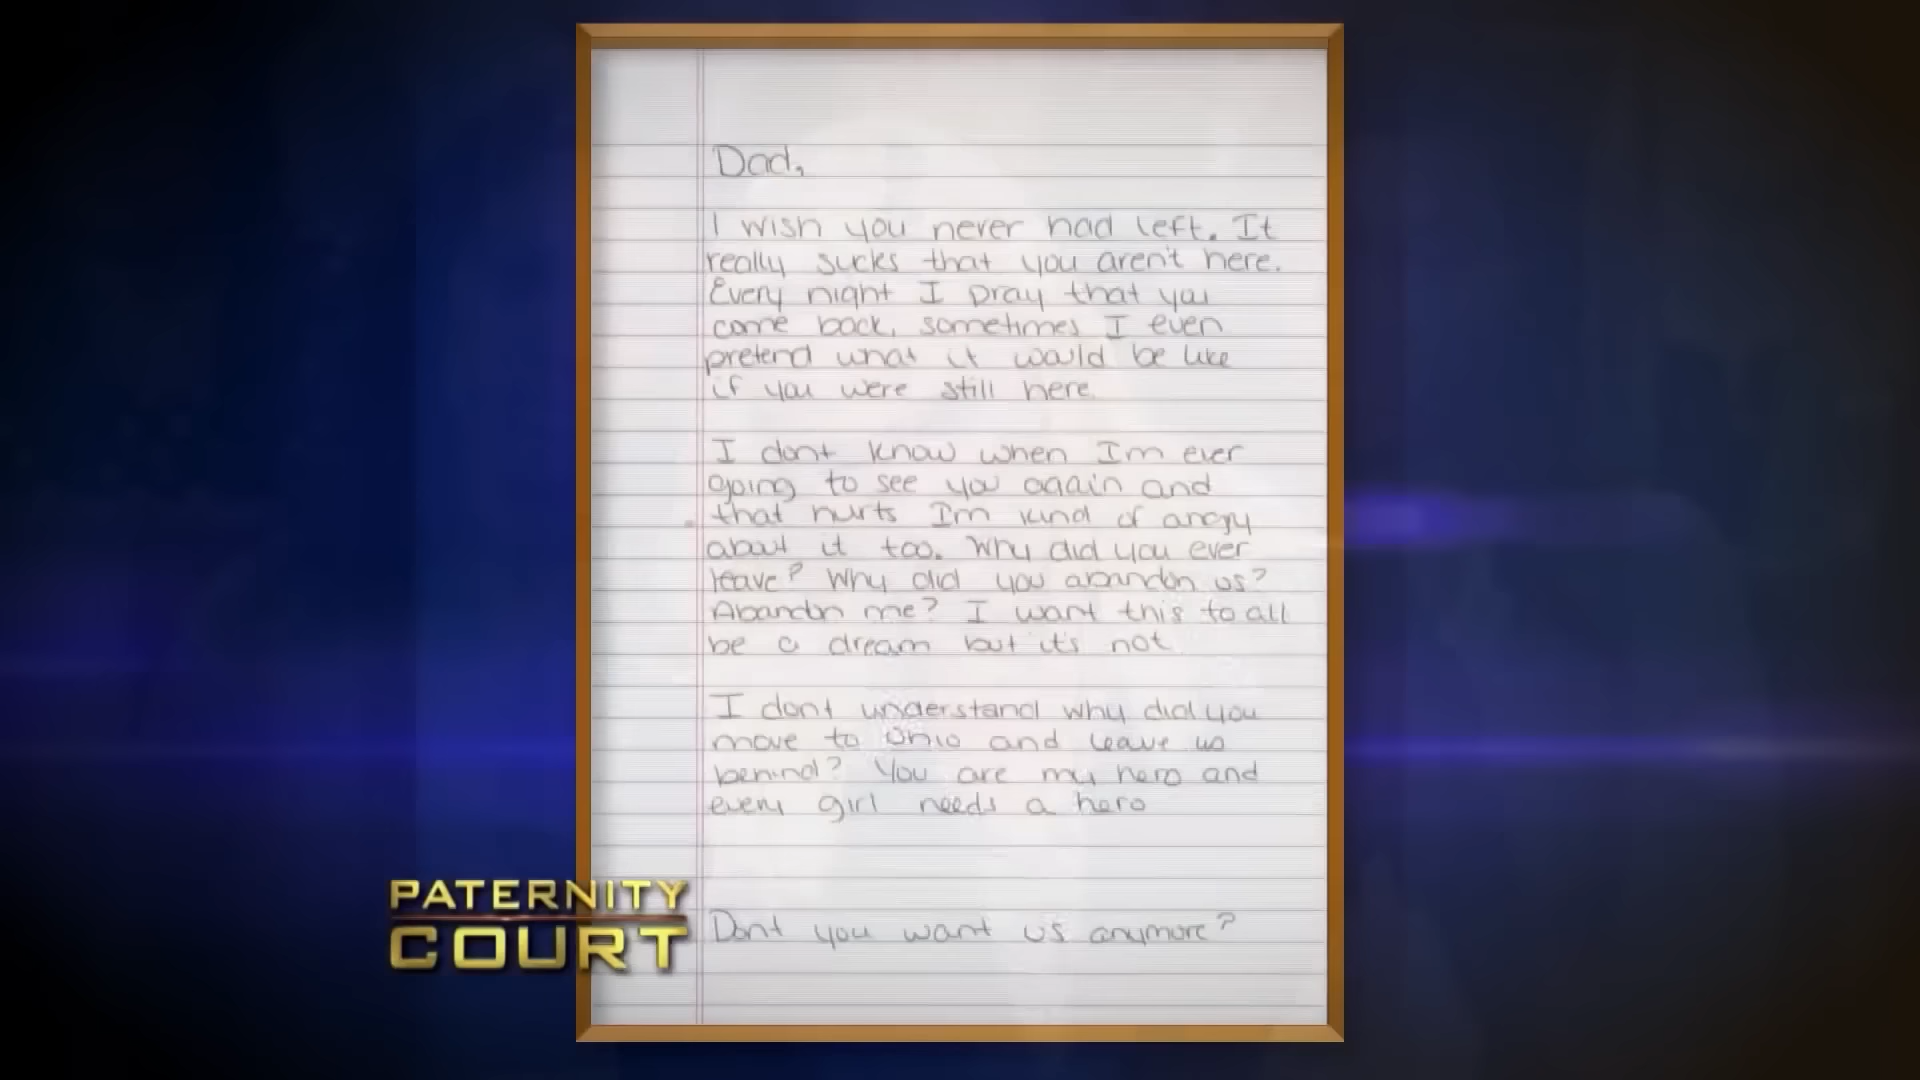 Dad,
I wish you never had left. It
really sucks that you aren't here.
Every night I pray that you
come back, sometimes I even
pretend what it would be like
if you were still here.
I dont know when Im ever
going to see you again and
that hurts Im kind of angry
about it too. Why did you ever
leave? Why did you abandon us?
Abandon me? I want this to all
be a dream but it's not
I dont understand why did you
move to Ohio and leave us
behind? You are my hero and
every girl needs a hero
Dont you want us anymore?
PATERNITY
COURT